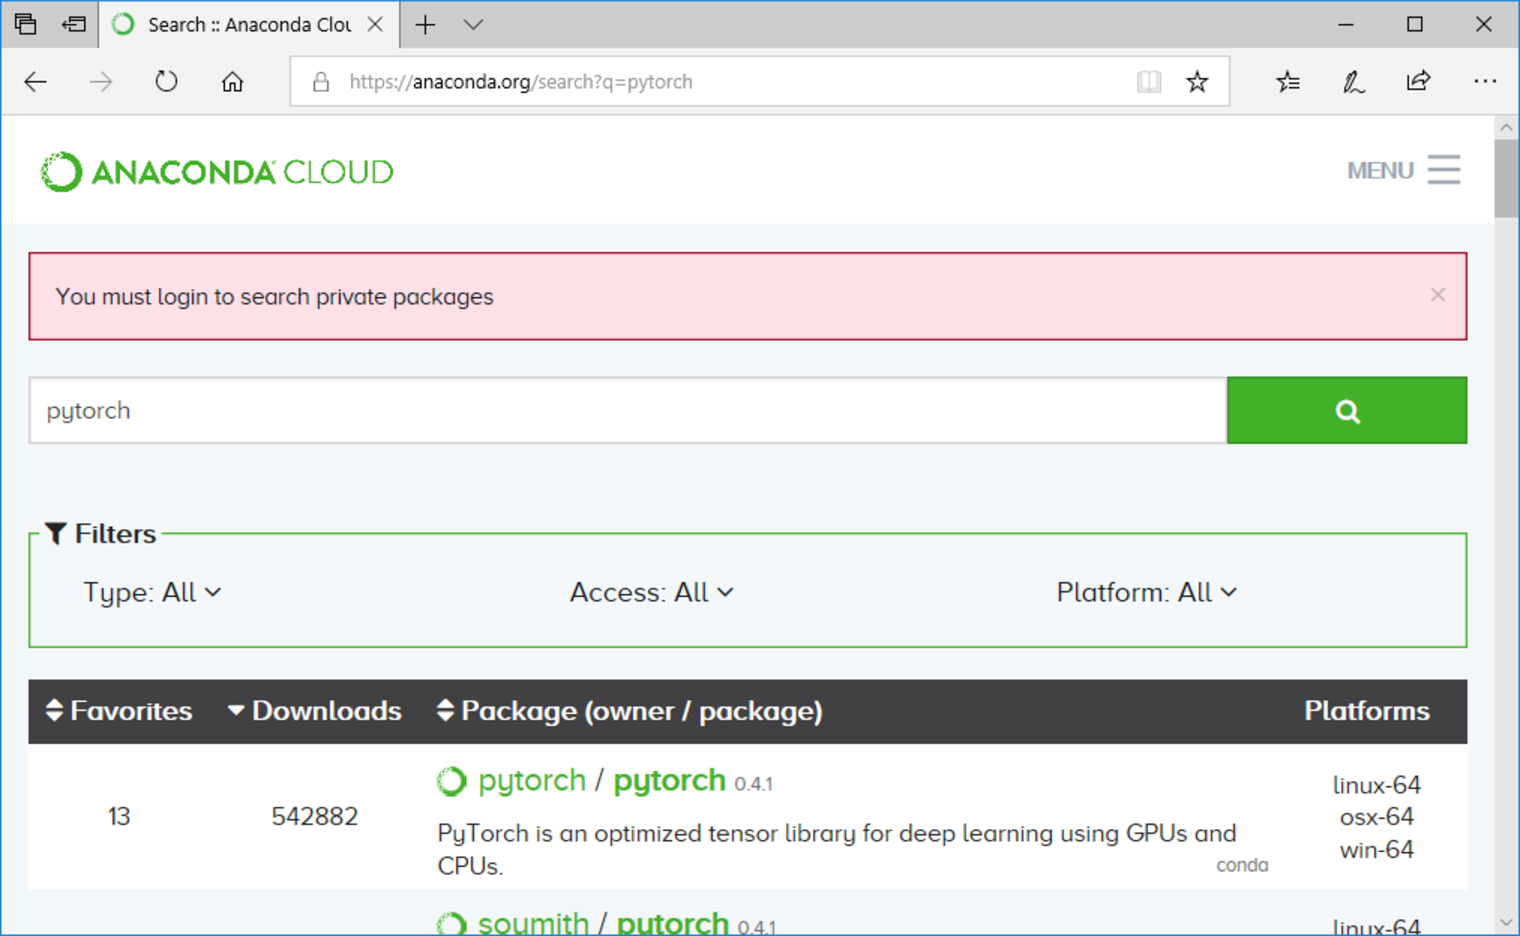 Search :: Anaconda Clou
https://anaconda.org/search?q=pytorch
ANACONDA CLOUD
MENU
You must login to search private packages
pytorch
Filters
Type: All
Access: All
Platform: All
Favorites
Downloads
Package (owner / package)
Platforms
13
542882
pytorch / pytorch 0.4.1
PyTorch is an optimized tensor library for deep learning using GPUs and
CPUs.
conda
linux-64
osx-64
win-64
soumith / pytorch 0.4.1
linux-64